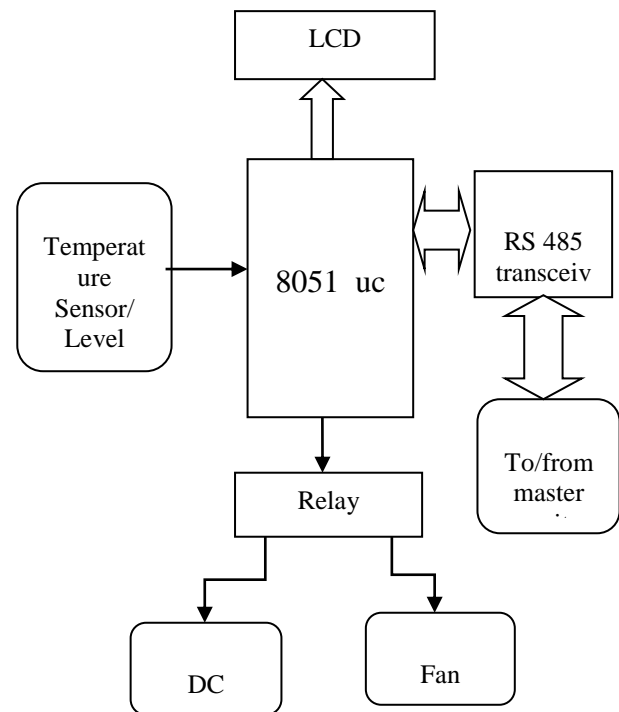 LCD
Temperat
ure
Sensor/
Level
8051 uc
RS 485
transceiv
To/from
master
Relay
DC
Fan